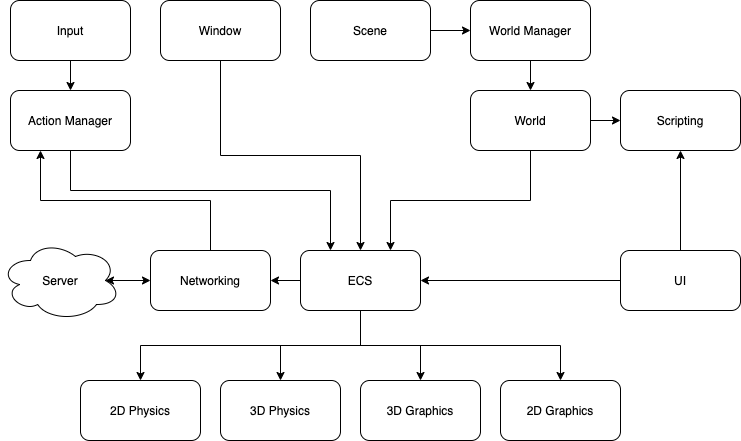 Input
Window
Scene
World Manager
Action Manager
World
Scripting
Server
Networking
ECS
UI
2D Physics
3D Physics
3D Graphics
2D Graphics